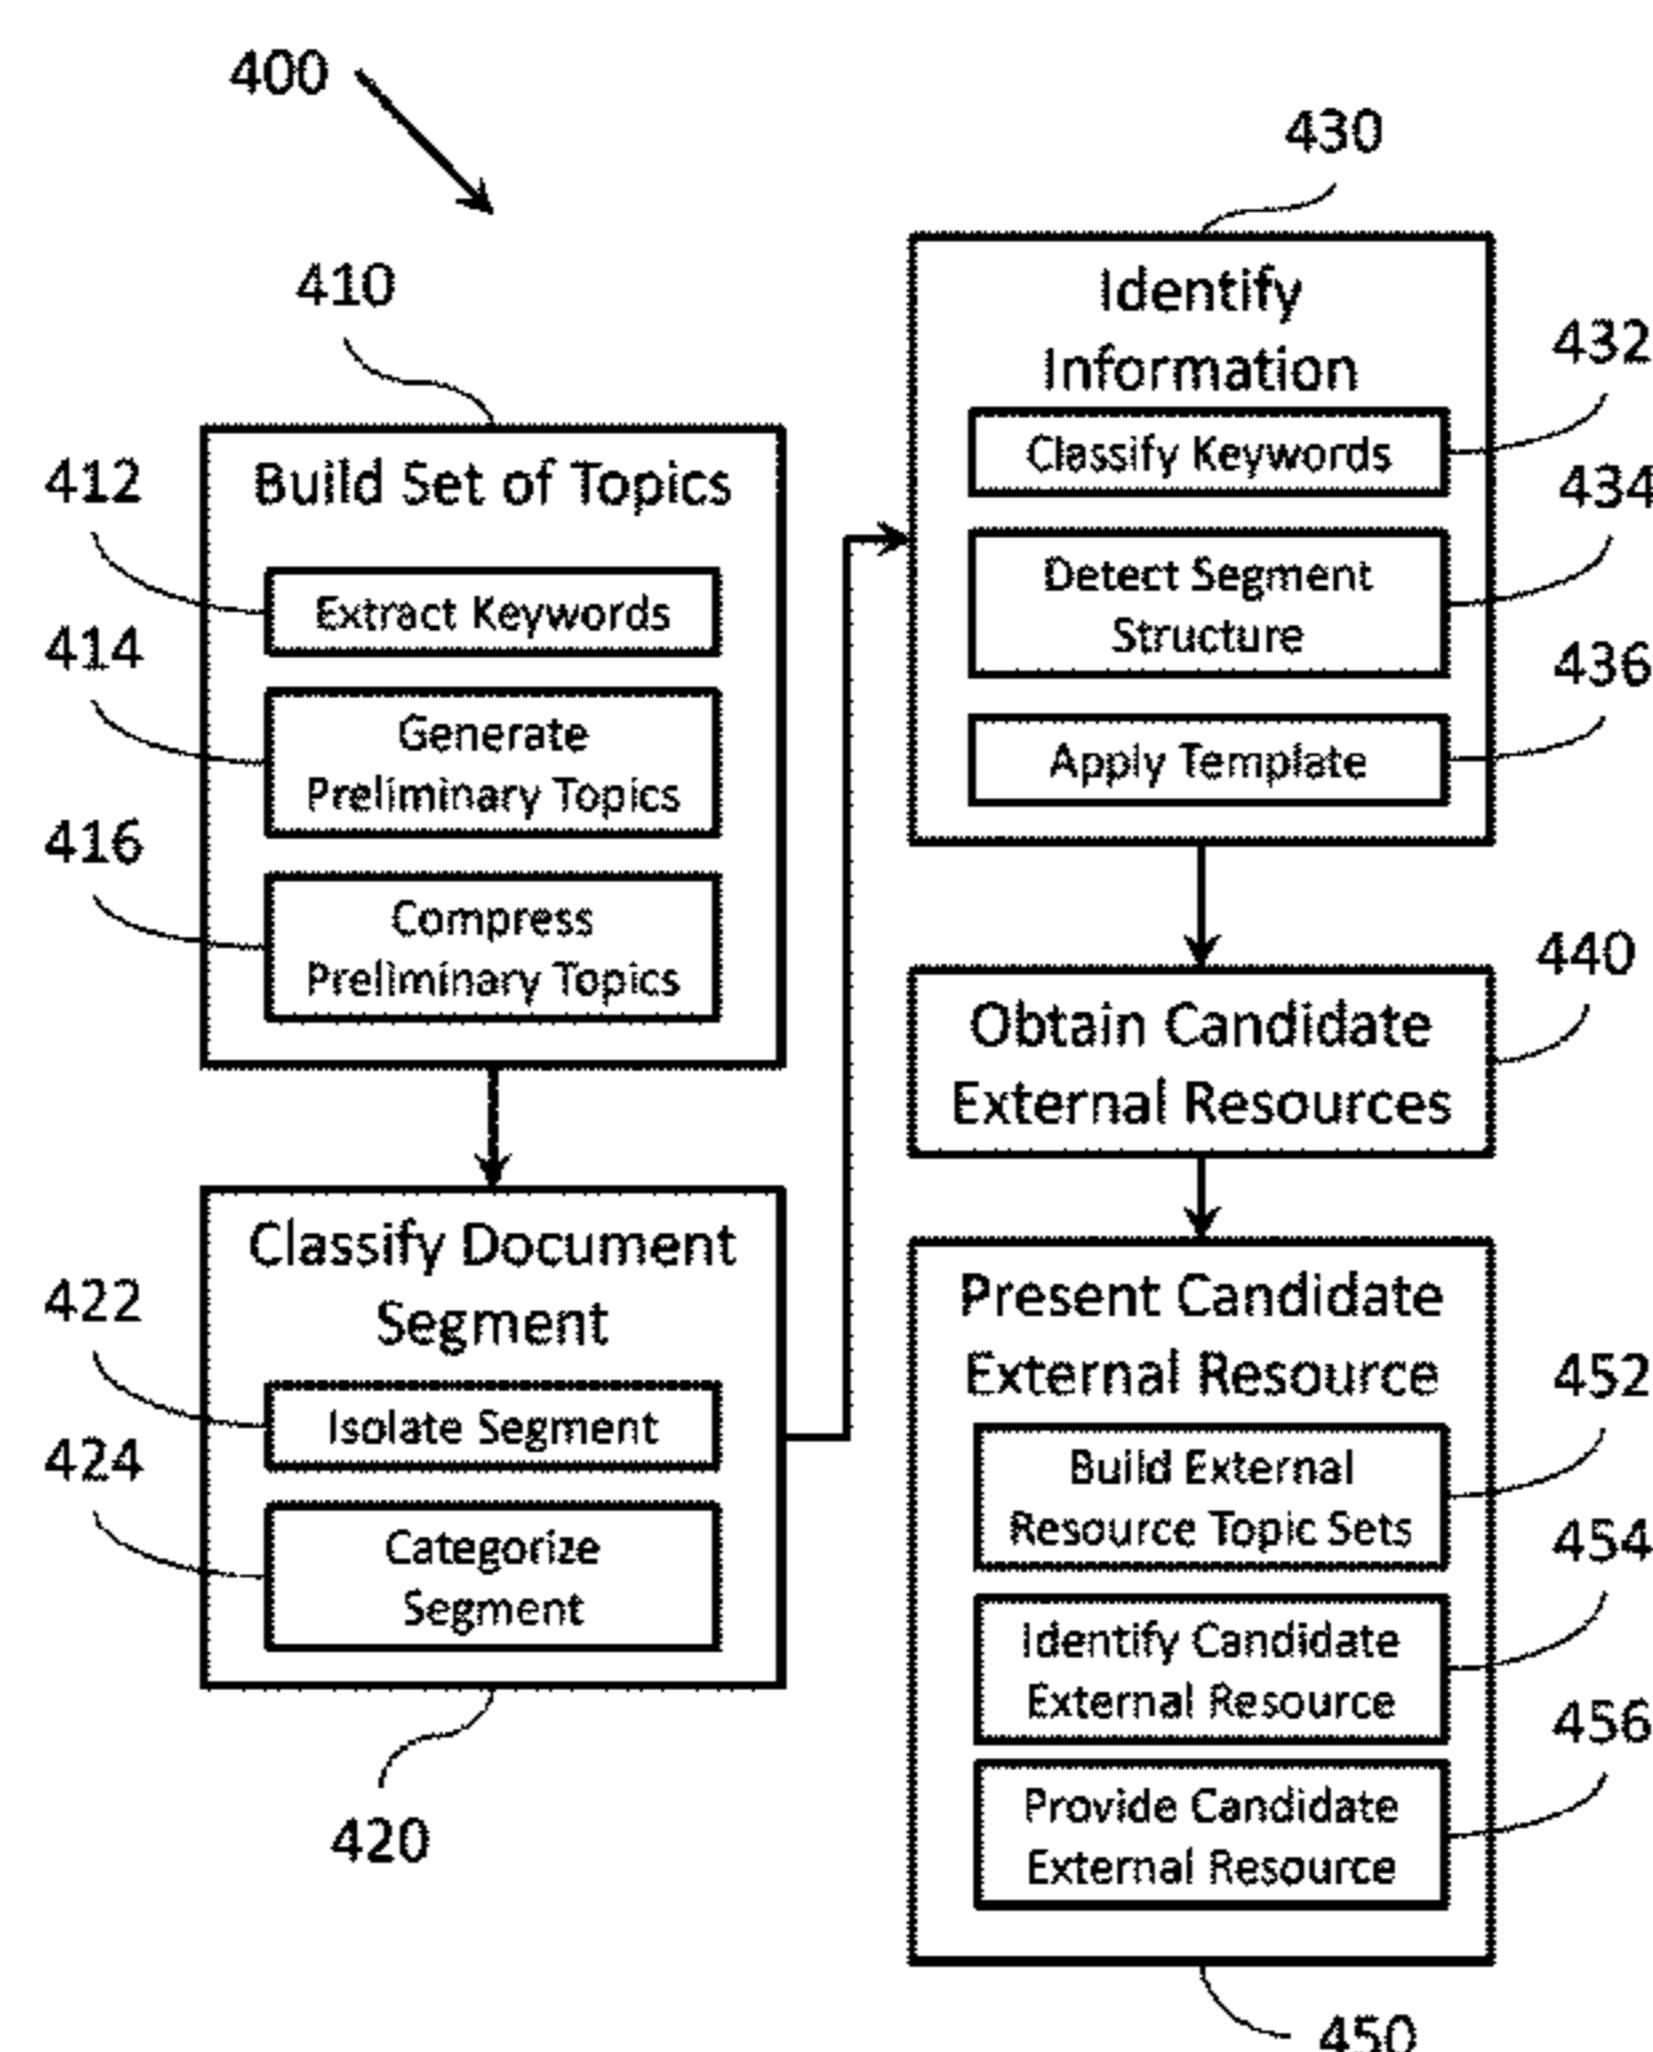 400
410
Build Set of Topics
412
Extract Keywords
414
Generate
Preliminary Topics
416
Compress
Preliminary Topics
Classify Document
Segment
422
Isolate Segment
424
Categorize
Segment
420
430
Identify
Information
432
Classify Keywords
434
Detect Segment
Structure
436
Apply Template
440
Obtain Candidate
External Resources
Present Candidate
External Resource
452
Build External
Resource Topic Sets
454
Identify Candidate
External Resource
456
Provide Candidate
External Resource
450